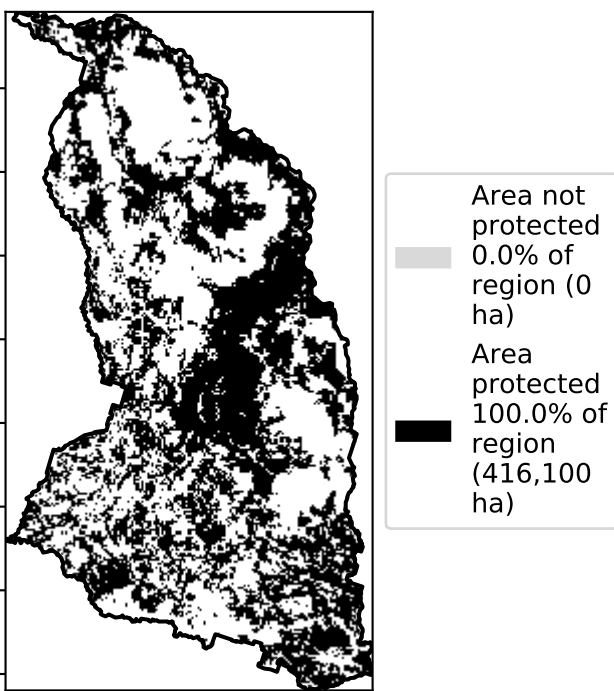 Area not
protected
0.0% of
region (0
ha)
Area
protected
100.0% of
region
(416,100
ha)